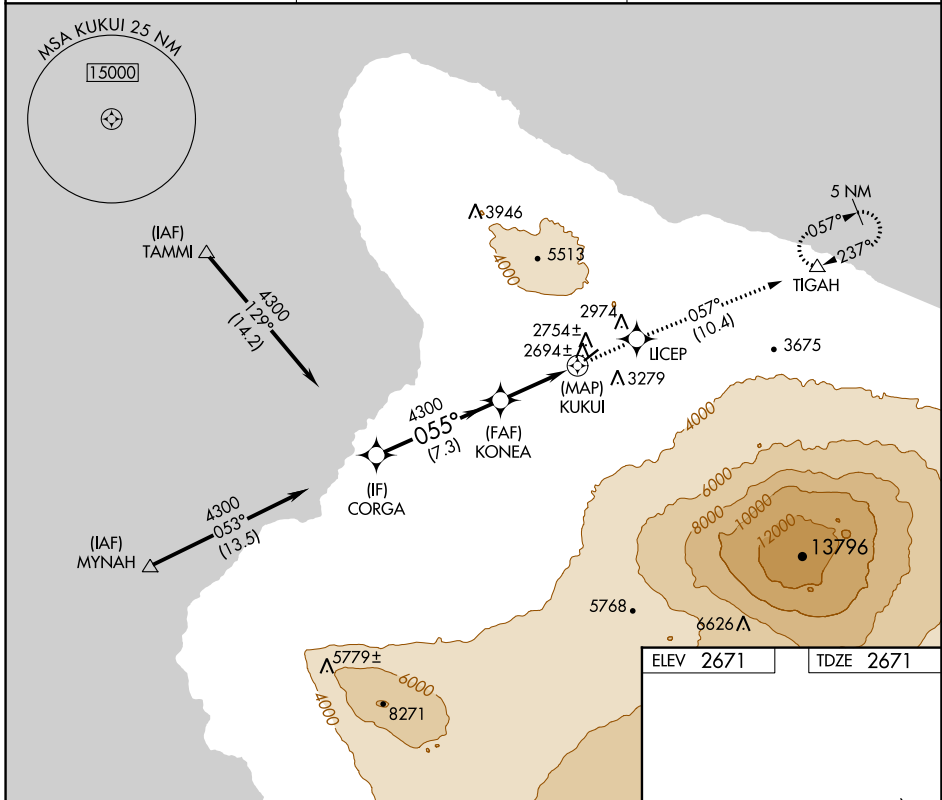 MSA KUKUI 25 NM
15000
5 NM
057°
237°
TIGAH
3946
5513
4000
(IAF)
TAMMI
4300
129°
(14.2)
2974
2754±
2694±
LICEP
057°
(10.4)
3675
3279
(MAP)
KUKUI
4300
055°
(7.3)
(FAF)
KONEA
(IF)
CORGA
4300
053°
(13.5)
(IAF)
MYNAH
4000
6000
8000
10000
12000
13796
5768
6626
5779±
6000
4000
8271
ELEV 2671
TDZE 2671